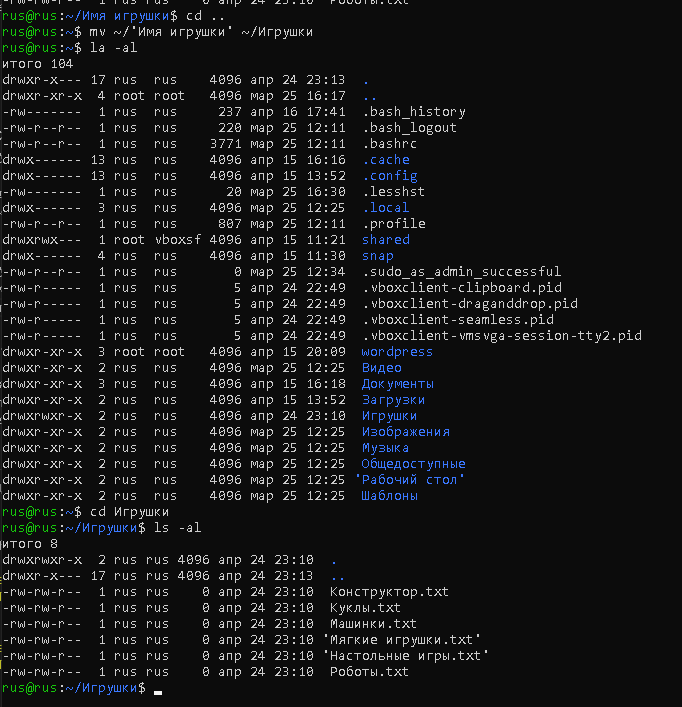 -rw-rw-r-- 1 rus rus 0 апр 24 23:10 Роботы.txt
rus@rus:~/Имя игрушки$ cd ..
rus@rus:~$ mv ~/'Имя игрушки' ~/Игрушки
rus@rus:~$ la -al
итого 104
drwxr-x--- 17 rus rus 4096 апр 24 23:13 .
drwxr-xr-x 4 root root 4096 мар 25 16:17 ..
-rw------- 1 rus rus 237 апр 16 17:41 .bash_history
-rw-r--r-- 1 rus rus 220 мар 25 12:11 .bash_logout
-rw-r--r-- 1 rus rus 3771 мар 25 12:11 .bashrc
drwx------ 13 rus rus 4096 апр 15 16:16 .cache
drwx------ 13 rus rus 4096 апр 15 13:52 .config
-rw------- 1 rus rus 20 мар 25 16:30 .lesshst
drwx------ 3 rus rus 4096 мар 25 12:25 .local
-rw-r--r-- 1 rus rus 807 мар 25 12:11 .profile
drwxrwx--- 1 root vboxsf 4096 апр 15 11:21 shared
drwx------ 4 rus rus 4096 апр 15 11:30 snap
-rw-r--r-- 1 rus rus 0 мар 25 12:34 .sudo_as_admin_successful
-rw-r----- 1 rus rus 5 апр 24 22:49 .vboxclient-clipboard.pid
-rw-r----- 1 rus rus 5 апр 24 22:49 .vboxclient-draganddrop.pid
-rw-r----- 1 rus rus 5 апр 24 22:49 .vboxclient-seamless.pid
-rw-r----- 1 rus rus 5 апр 24 22:49 .vboxclient-vmsvga-session-tty2.pid
drwxr-xr-x 3 root root 4096 апр 15 20:09 wordpress
drwxr-xr-x 2 rus rus 4096 мар 25 12:25 Видео
drwxr-xr-x 3 rus rus 4096 апр 15 16:18 Документы
drwxr-xr-x 2 rus rus 4096 апр 15 13:52 Загрузки
drwxrwxr-x 2 rus rus 4096 апр 24 23:10 Игрушки
drwxr-xr-x 2 rus rus 4096 мар 25 12:25 Изображения
drwxr-xr-x 2 rus rus 4096 мар 25 12:25 Музыка
drwxr-xr-x 2 rus rus 4096 мар 25 12:25 Общедоступные
drwxr-xr-x 2 rus rus 4096 мар 25 12:25 'Рабочий стол'
drwxr-xr-x 2 rus rus 4096 мар 25 12:25 Шаблоны
rus@rus:~$ cd Игрушки
rus@rus:~/Игрушки$ ls -al
итого 8
drwxrwxr-x 2 rus rus 4096 апр 24 23:10 .
drwxr-x--- 17 rus rus 4096 апр 24 23:13 ..
-rw-rw-r-- 1 rus rus 0 апр 24 23:10 Конструктор.txt
-rw-rw-r-- 1 rus rus 0 апр 24 23:10 Куклы.txt
-rw-rw-r-- 1 rus rus 0 апр 24 23:10 Машинки.txt
-rw-rw-r-- 1 rus rus 0 апр 24 23:10 'Мягкие игрушки.txt'
-rw-rw-r-- 1 rus rus 0 апр 24 23:10 'Настольные игры.txt'
-rw-rw-r-- 1 rus rus 0 апр 24 23:10 Роботы.txt
rus@rus:~/Игрушки$